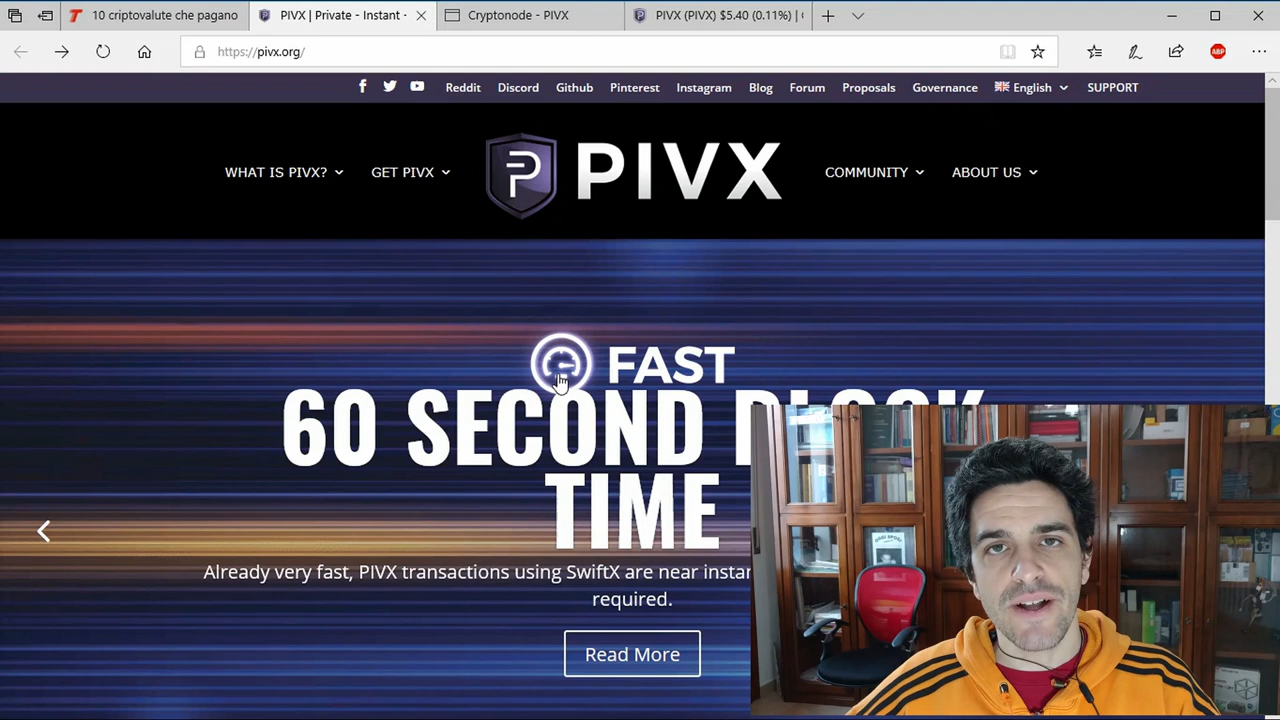 10 criptovalute che pagano
PIVX | Private - Instant -
Cryptonode - PIVX
PIVX (PIVX) $5.40 (0.11%) |
https://pivx.org/
ABP
Reddit Discord Github Pinterest Instagram Blog Forum Proposals Governance English SUPPORT
WHAT IS PIVX? GET PIVX PIVX COMMUNITY ABOUT US
FAST
60 SECOND
TIME
Already very fast, PIVX transactions using SwiftX are near
required.
Read More